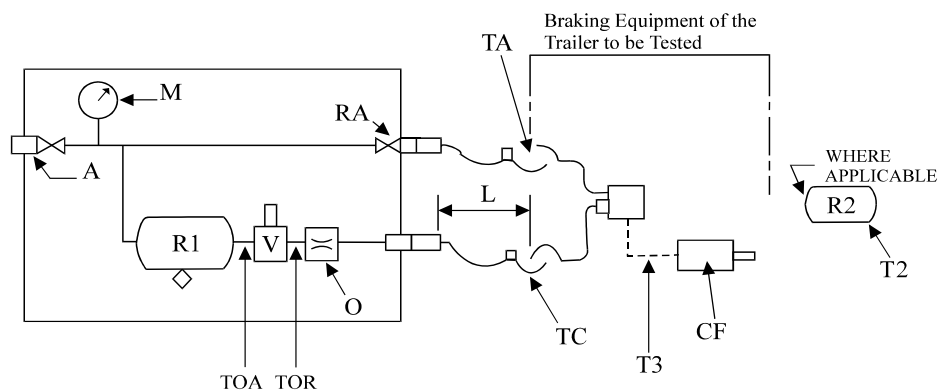 Braking Equipment of the
Trailer to be Tested
TA
M
RA
A
WHERE
APPLICABLE
L
R2
R1
V
T2
O
CF
TC
T3
TOA TOR